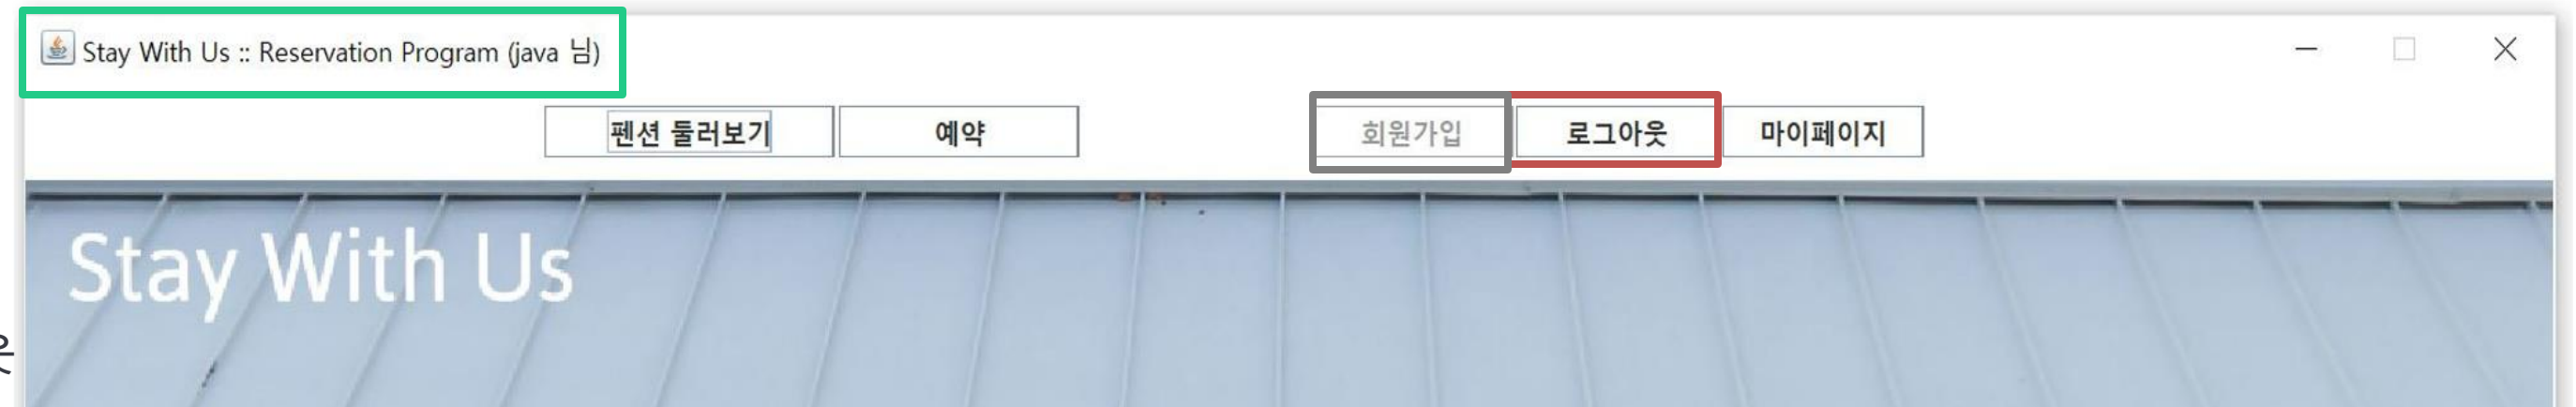 Stay With Us :: Reservation Program (java 님)
펜션 둘러보기 예약 회원가입 로그아웃 마이페이지
Stay With Us